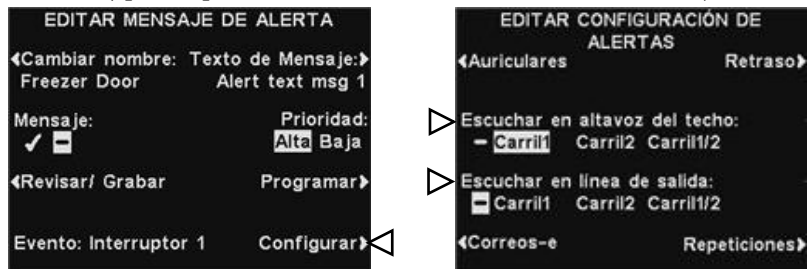 EDITAR MENSAJE DE ALERTA
Cambiar nombre: Texto de Mensaje:
Freezer Door Alert text msg 1
Mensaje: Prioridad:
✓ – Alta Baja
Revisar/ Grabar Programar
Evento: Interruptor 1 Configurar
EDITAR CONFIGURACIÓN DE
ALERTAS
Auriculares Retraso
Escuchar en altavoz del techo:
– Carril1 Carril2 Carril1/2
Escuchar en línea de salida:
– Carril1 Carril2 Carril1/2
Correos-e Repeticiones